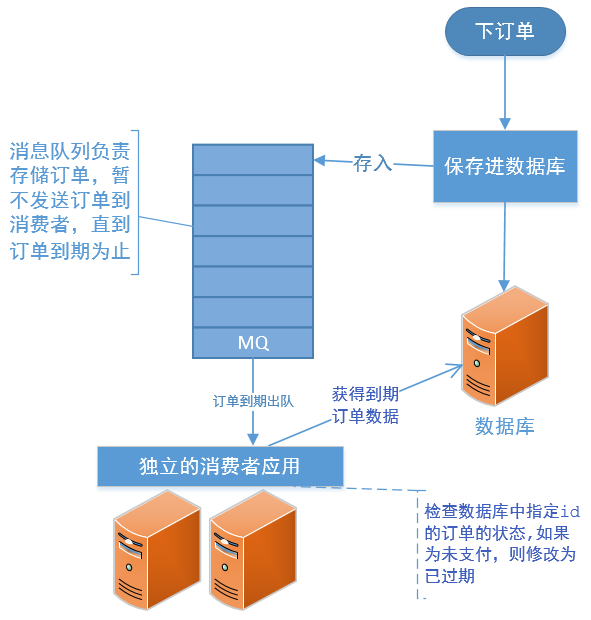 下订单
消息队列负责
存储订单，暂
不发送订单到
消费者，直到
订单到期为止
存入
保存进数据库
MQ
订单到期出队
获得到期
订单数据
数据库
独立的消费者应用
检查数据库中指定id
的订单的状态,如果
为未支付，则修改为
已过期